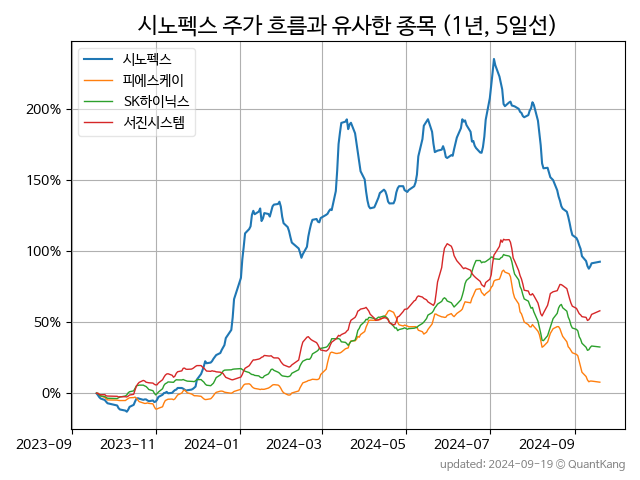 시노펙스 주가 흐름과 유사한 종목 (1년, 5일선)
시노펙스
피에스케이
SK하이닉스
서진시스템
200%
150%
100%
50%
0%
2023-09 2023-11 2024-01 2024-03 2024-05 2024-07 2024-09
updated: 2024-09-19 © QuantKang